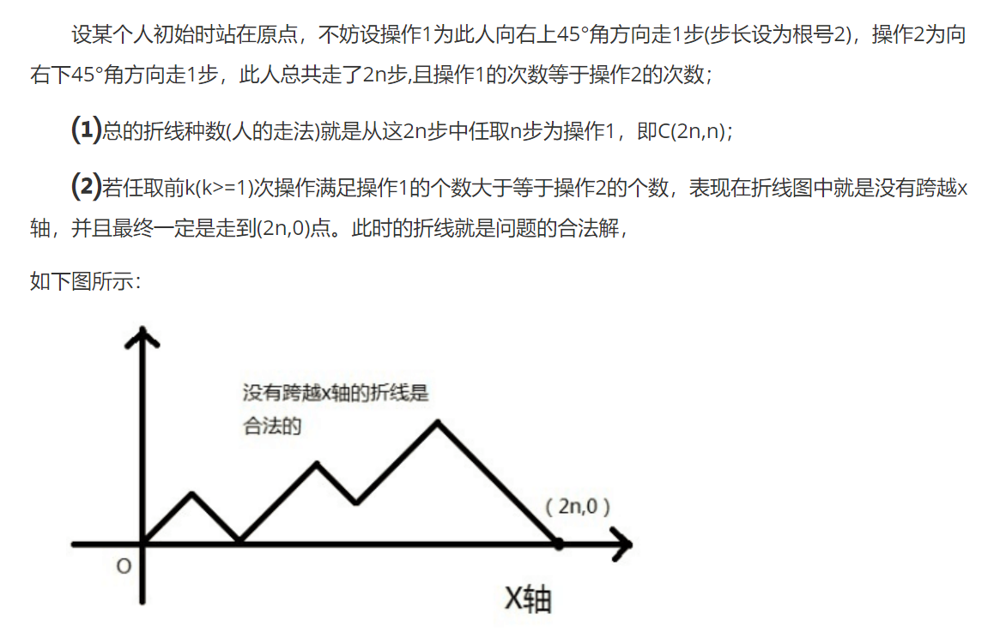 设某个人初始时站在原点，不妨设操作1为此人向右上45°角方向走1步(步长设为根号2)，操作2为向
右下45°角方向走1步，此人总共走了2n步,且操作1的次数等于操作2的次数；
(1)总的折线种数(人的走法)就是从这2n步中任取n步为操作1，即C(2n,n)；
(2)若任取前k(k>=1)次操作满足操作1的个数大于等于操作2的个数，表现在折线图中就是没有跨越x
轴，并且最终一定是走到(2n,0)点。此时的折线就是问题的合法解，
如下图所示：
没有跨越x轴的折线是
合法的
（2n,0）
O
X轴